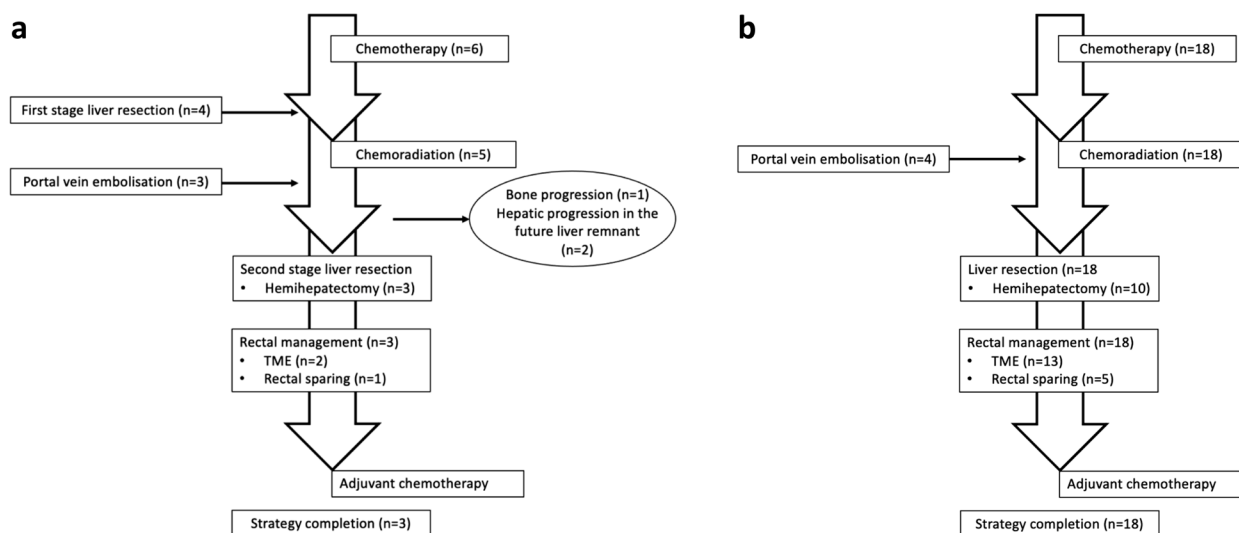 a
Chemotherapy (n=6)
First stage liver resection (n=4)
Chemoradiation (n=5)
Portal vein embolisation (n=3)
Bone progression (n=1)
Hepatic progression in the
future liver remnant
(n=2)
Second stage liver resection
• Hemihepatectomy (n=3)
Rectal management (n=3)
• TME (n=2)
• Rectal sparing (n=1)
Adjuvant chemotherapy
Strategy completion (n=3)
b
Chemotherapy (n=18)
Portal vein embolisation (n=4)
Chemoradiation (n=18)
Liver resection (n=18
• Hemihepatectomy (n=10)
Rectal management (n=18)
• TME (n=13)
• Rectal sparing (n=5)
Adjuvant chemotherapy
Strategy completion (n=18)